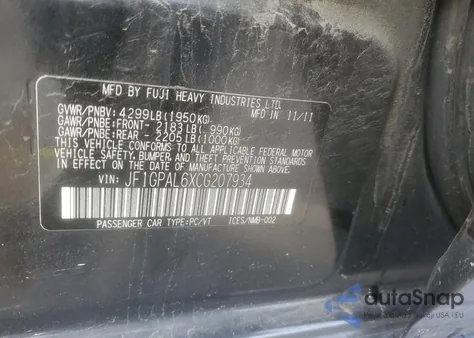 MFD BY FUJI HEAVY INDUSTRIES LTD.
MFD IN 11/11
GVWR/PNBV: 4299LB(1950KG)
GAWR/PNBE:FRONT- 2183LB( 990KG)
GAWR/PNBE:REAR - 2205LB(1000KG)
THIS VEHICLE CONFORMS TO ALL APPLICABLE FEDERAL MOTOR
VEHICLE SAFETY, BUMPER, AND THEFT PREVENTION STANDARDS
IN EFFECT ON THE DATE OF MANUFACTURE SHOWN ABOVE.
VIN: JF1GPAL6XCG207934
PASSENGER CAR TYPE:PC/VT ICES/NMB-002
dutaSnap
USA - EU